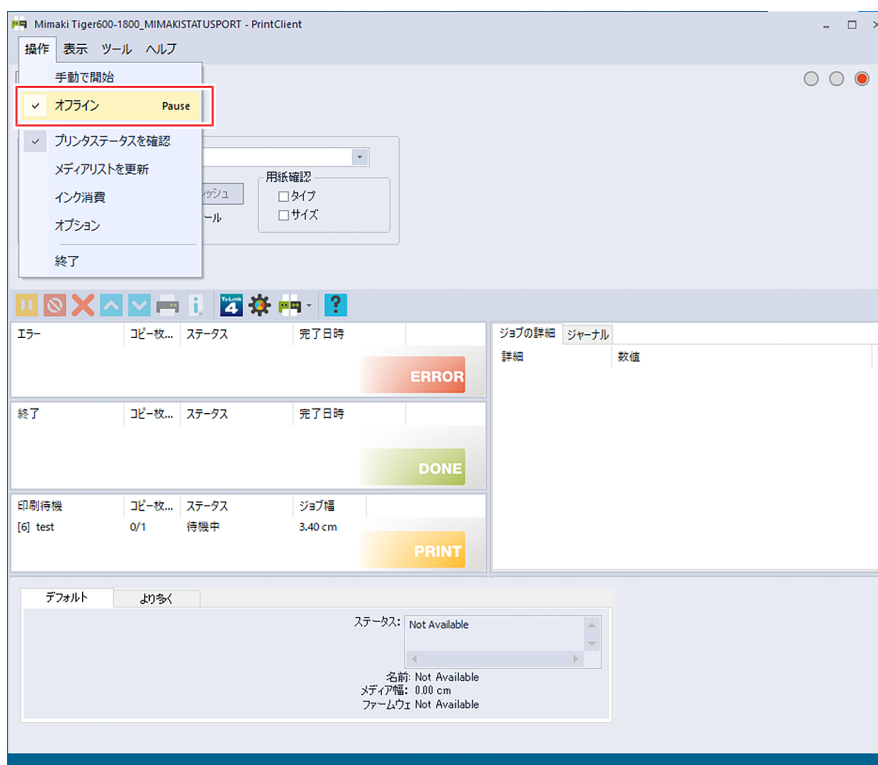 Mimaki Tiger600-1800_MIMAKISTATUSPORT - PrintClient
操作 表示 ツール ヘルプ
手動で開始
オフライン Pause
プリンタステータスを確認
メディアリストを更新
インク消費
オプション
終了
用紙確認
ッシュ
タイプ
ール
サイズ
TxLink
4
?
エラー コピー枚... ステータス 完了日時
ERROR
終了 コピー枚... ステータス 完了日時
DONE
印刷待機 コピー枚... ステータス ジョブ幅
[6] test 0/1 待機中 3.40 cm
PRINT
ジョブの詳細 ジャーナル
詳細 数値
デフォルト より多く
ステータス: Not Available
名前: Not Available
メディア幅: 0.00 cm
ファームウェ Not Available